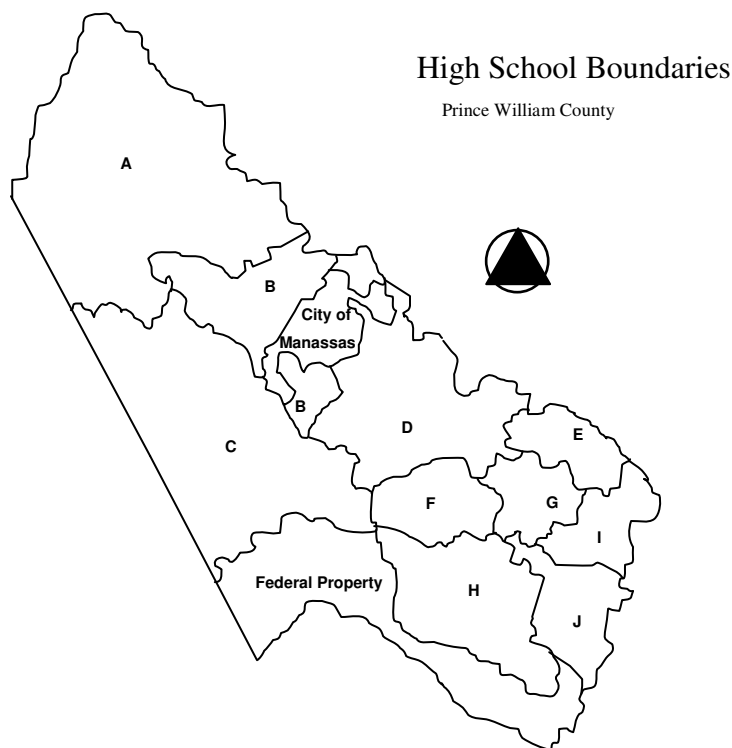 High School Boundaries
Prince William County
A
B
City of
Manassas
B
D
E
C
F
G
I
Federal Property
H
J